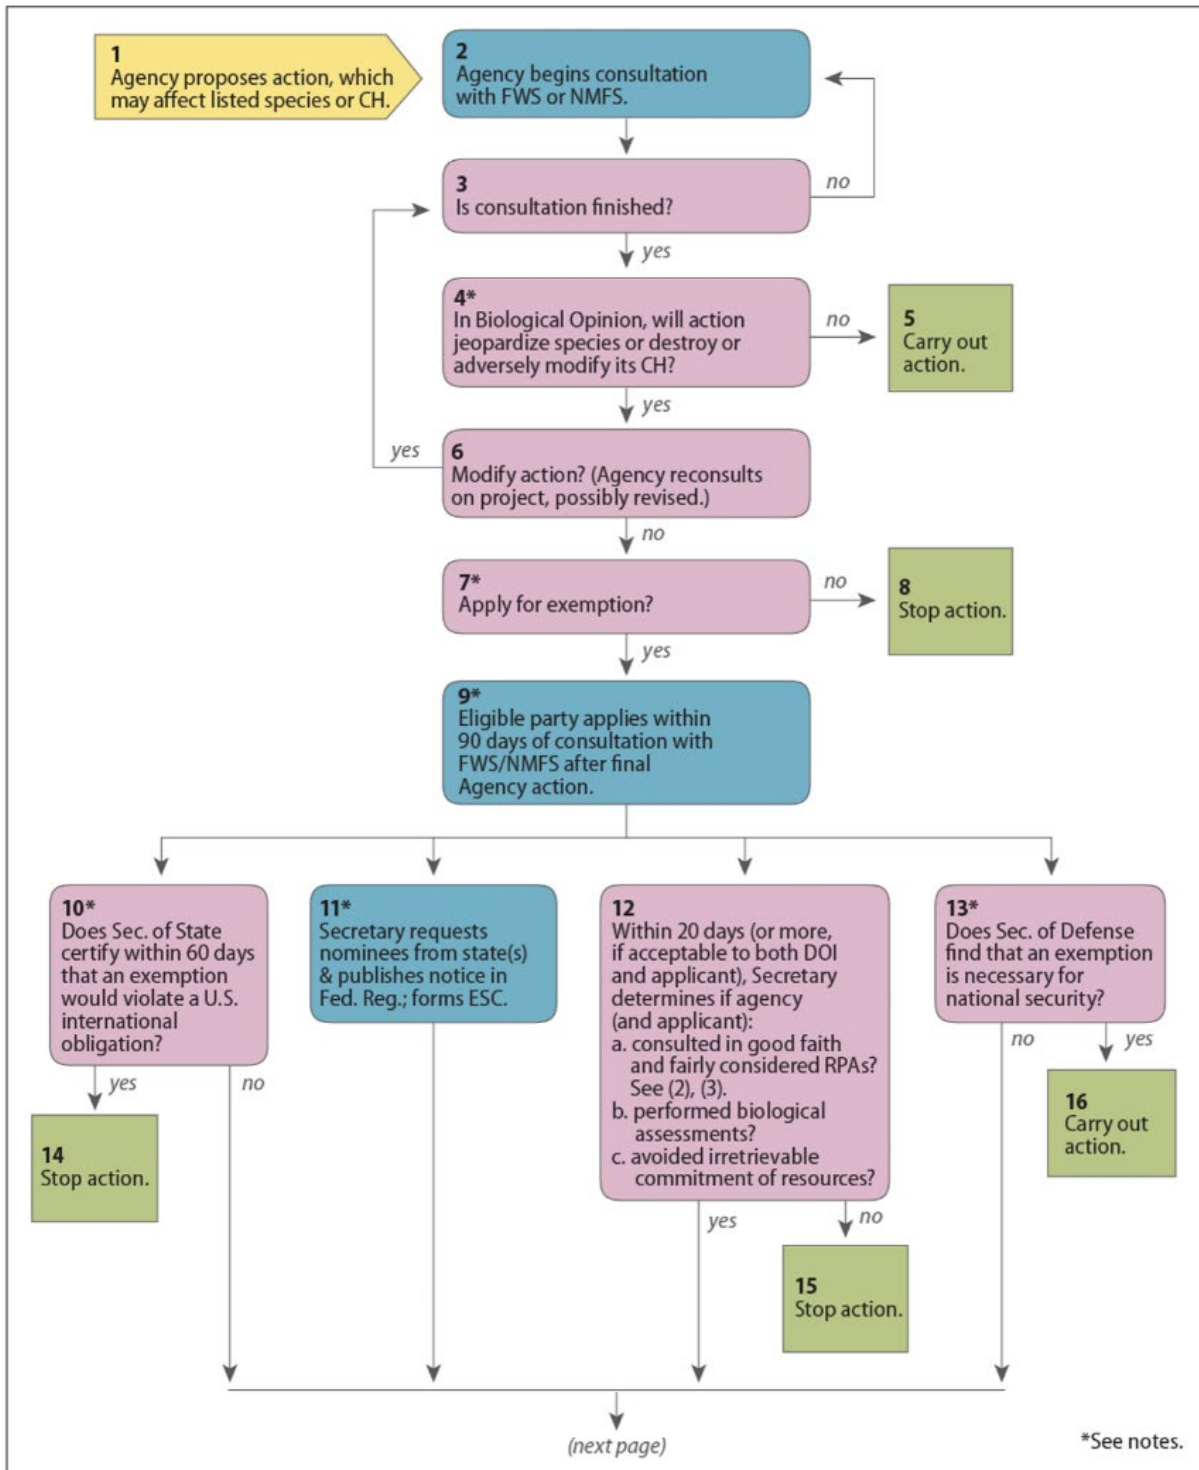 1
Agency proposes action, which
may affect listed species or CH.
2
Agency begins consultation
with FWS or NMFS.
3
Is consultation finished?
no
yes
4*
In Biological Opinion, will action
jeopardize species or destroy or
adversely modify its CH?
no
5
Carry out
action.
yes
6
Modify action? (Agency reconsults
on project, possibly revised.)
yes
no
7*
Apply for exemption?
no
8
Stop action.
yes
9*
Eligible party applies within
90 days of consultation with
FWS/NMFS after final
Agency action.
10*
Does Sec. of State
certify within 60 days
that an exemption
would violate a U.S.
international
obligation?
yes
no
11*
Secretary requests
nominees from state(s)
& publishes notice in
Fed. Reg.; forms ESC.
12
Within 20 days (or more,
if acceptable to both DOI
and applicant), Secretary
determines if agency
(and applicant):
a. consulted in good faith
and fairly considered RPAs?
See (2), (3).
b. performed biological
assessments?
c. avoided irretrievable
commitment of resources?
yes
no
13*
Does Sec. of Defense
find that an exemption
is necessary for
national security?
no
yes
14
Stop action.
15
Stop action.
16
Carry out
action.
(next page)
*See notes.